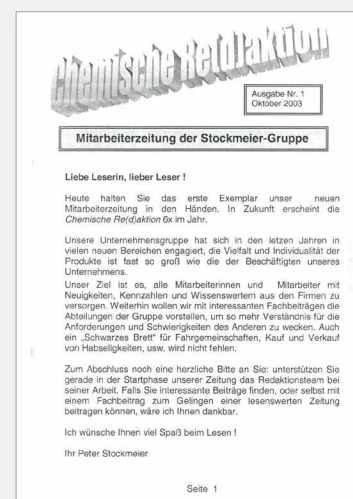 Chemische Re(d)aktion
Ausgabe Nr. 1
Oktober 2003
Mitarbeiterzeitung der Stockmeier-Gruppe
Liebe Leserin, lieber Leser !
Heute halten Sie das erste Exemplar unser neuen
Mitarbeiterzeitung in den Händen. In Zukunft erscheint die
Chemische Re(d)aktion 6x im Jahr.
Unsere Unternehmensgruppe hat sich in den letzen Jahren in
vielen neuen Bereichen engagiert, die Vielfalt und Individualität der
Produkte ist fast so groß wie die der Beschäftigten unseres
Unternehmens.
Unser Ziel ist es, alle Mitarbeiterinnen und Mitarbeiter mit
Neuigkeiten, Kennzahlen und Wissenswertem aus den Firmen zu
versorgen. Weiterhin wollen wir mit interessanten Fachbeiträgen die
Abteilungen der Gruppe vorstellen, um so mehr Verständnis für die
Anforderungen und Schwierigkeiten des Anderen zu wecken. Auch
ein „Schwarzes Brett" für Fahrgemeinschaften, Kauf und Verkauf
von Habseligkeiten, usw. wird nicht fehlen.
Zum Abschluss noch eine herzliche Bitte an Sie: unterstützen Sie
gerade in der Startphase unser Zeitung das Redaktionsteam bei
seiner Arbeit. Falls Sie interessante Beiträge finden, oder selbst mit
einem Fachbeitrag zum Gelingen einer lesenswerten Zeitung
beitragen können, wäre ich Ihnen dankbar.
Ich wünsche Ihnen viel Spaß beim Lesen !
Ihr Peter Stockmeier
Seite 1